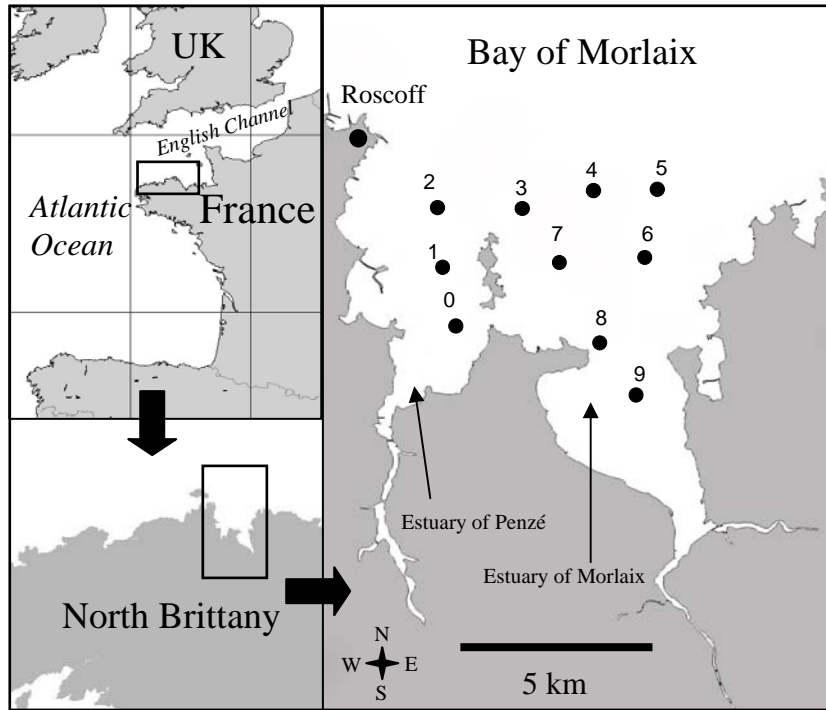 UK
English Channel
Atlantic
Ocean
France
North Brittany
Bay of Morlaix
Roscoff
2
3
4
5
1
7
6
0
8
9
Estuary of Penzé
Estuary of Morlaix
N
W E
S
5 km